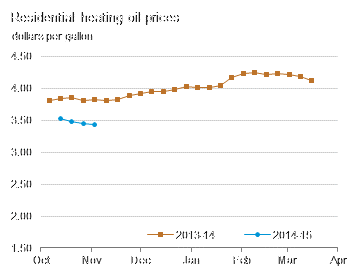 Residential heating oil prices
dollars per gallon
4.50
4.00
3.50
3.00
2.50
2.00
1.50
Oct Nov Dec Jan Feb Mar Apr
2013-14 2014-15